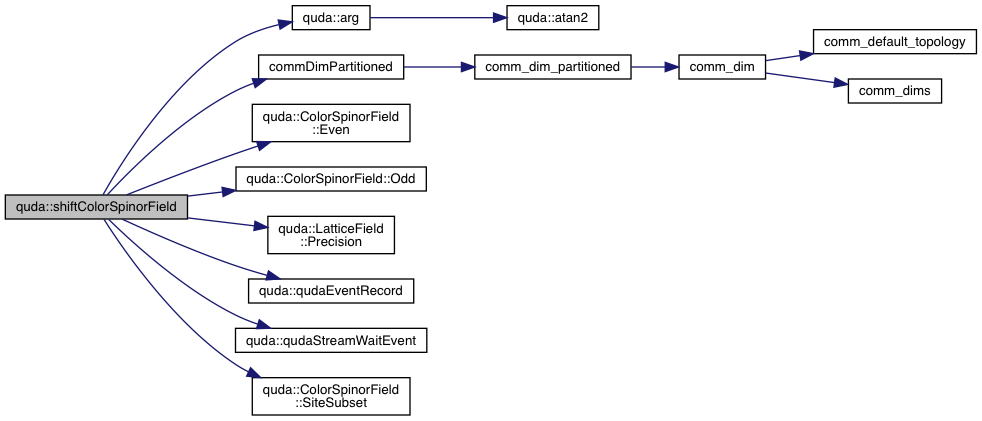 quda::shiftColorSpinorField
quda::arg
quda::atan2
commDimPartitioned
comm_dim_partitioned
comm_dim
comm_default_topology
comm_dims
quda::ColorSpinorField
::Even
quda::ColorSpinorField::Odd
quda::LatticeField
::Precision
quda::qudaEventRecord
quda::qudaStreamWaitEvent
quda::ColorSpinorField
::SiteSubset